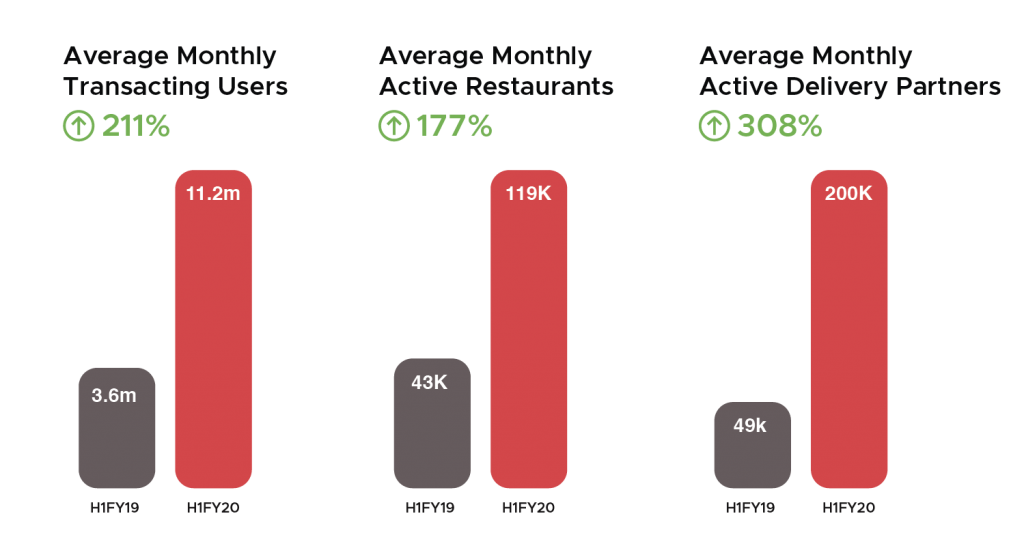 Average Monthly
Transacting Users
211%
11.2m
3.6m
H1FY19 H1FY20
Average Monthly
Active Restaurants
177%
119K
43K
H1FY19 H1FY20
Average Monthly
Active Delivery Partners
308%
200K
49k
H1FY19 H1FY20